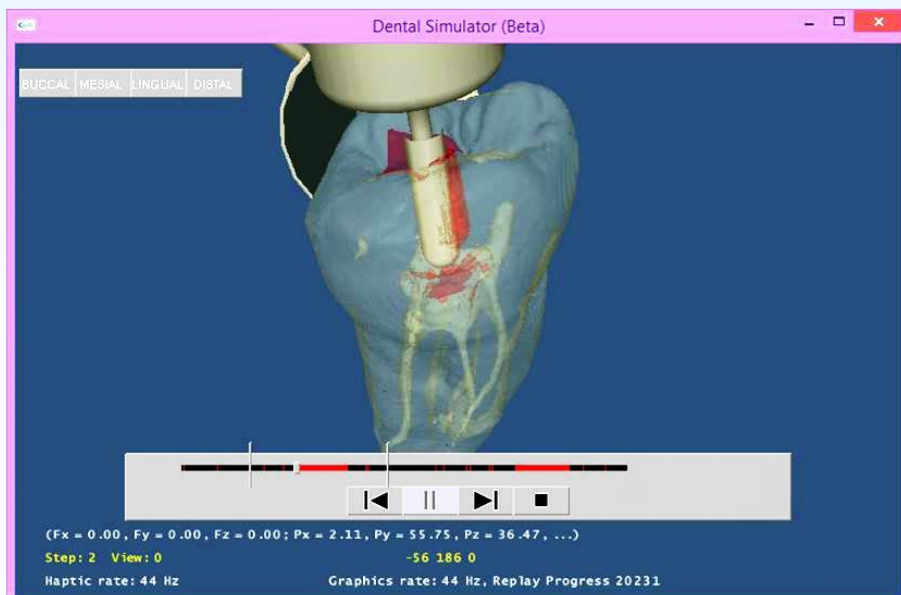 Dental Simulator (Beta)
BUCCAL MESIAL LINGUAL DISTAL
(Fx = 0.00, Fy = 0.00, Fz = 0.00; Px = 2.11, Py = 55.75, Pz = 36.47, ...)
Step: 2 View: 0 -56 186 0
Haptic rate: 44 Hz Graphics rate: 44 Hz, Replay Progress 20231